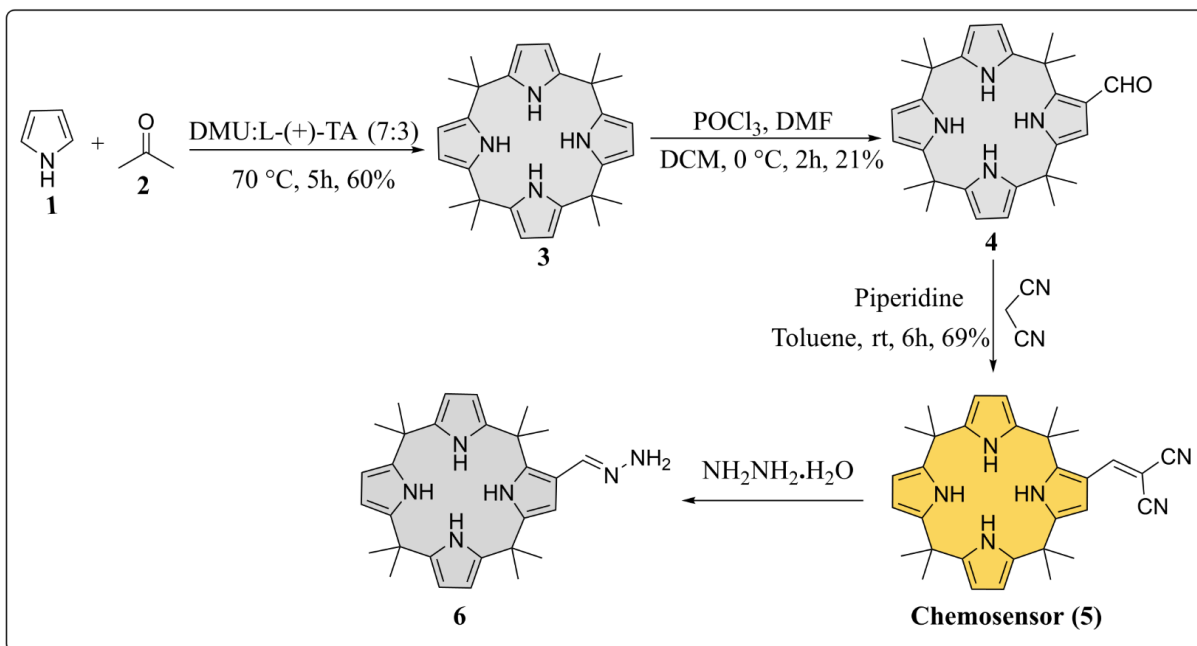 N
H
1
+
O
2
DMU:L-(+)-TA (7:3)
70 °C, 5h, 60%
N
H
NH
HN
H
N
3
POCl₃, DMF
DCM, 0 °C, 2h, 21%
N
H
NH
HN
H
N
CHO
4
Piperidine
Toluene, rt, 6h, 69%
CN
CN
N
H
NH
HN
H
N
CN
CN
Chemosensor (5)
NH₂NH₂.H₂O
N
H
NH
HN
H
N
N
NH₂
6